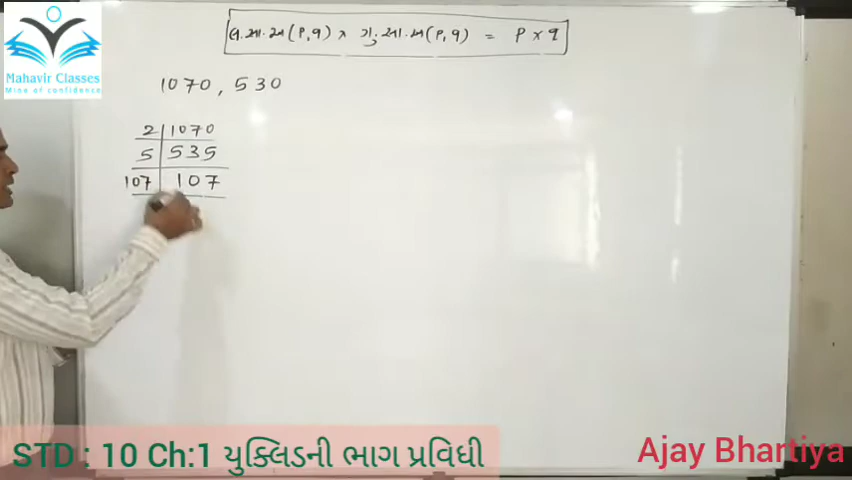 લ.સા.અ(P,q) × ગુ.સા.અ(P,q) = P × q
Mahavir Classes
Mine of confidence
1070, 530
2 | 1070
5 | 535
107 | 107
STD : 10 Ch:1 યુક્લિડની ભાગ પ્રવિધી
Ajay Bhartiya